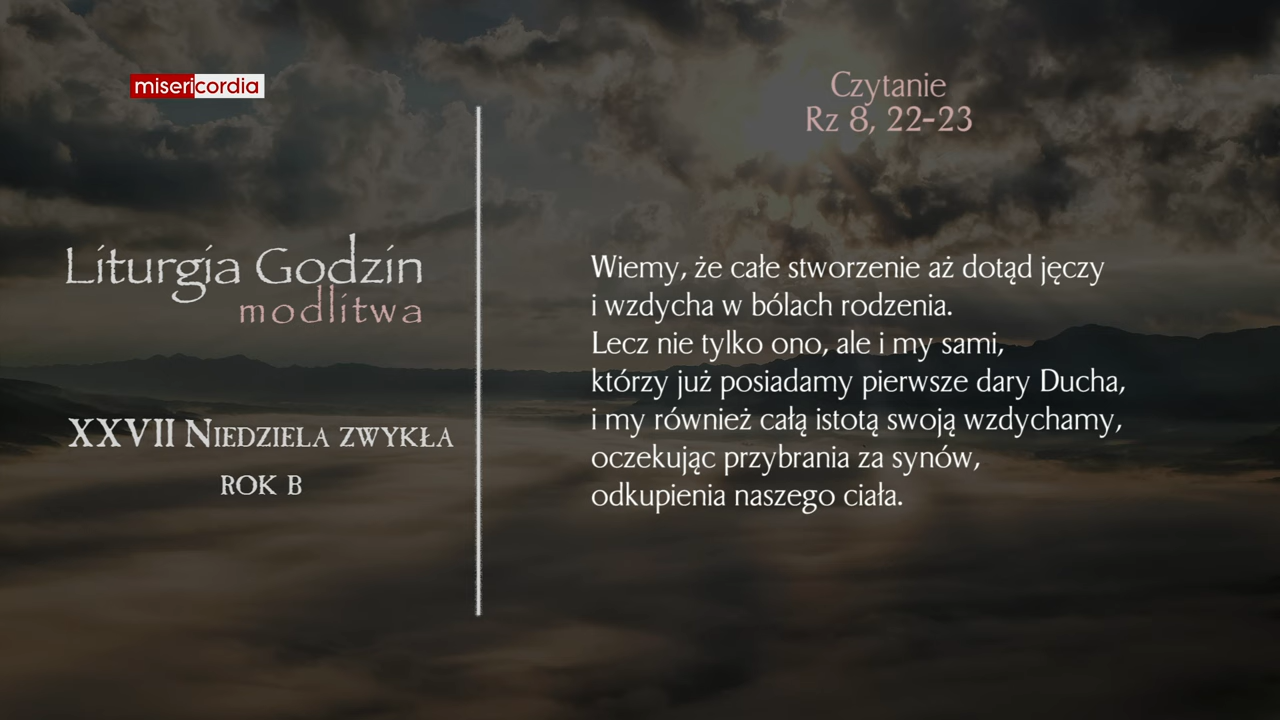 misericordia
Liturgia Godzin
modlitwa
XXVII Niedziela zwykła
rok B
Czytanie
Rz 8, 22-23
Wiemy, że całe stworzenie aż dotąd jęczy
i wzdycha w bólach rodzenia.
Lecz nie tylko ono, ale i my sami,
którzy już posiadamy pierwsze dary Ducha,
i my również całą istotą swoją wzdychamy,
oczekując przybrania za synów,
odkupienia naszego ciała.